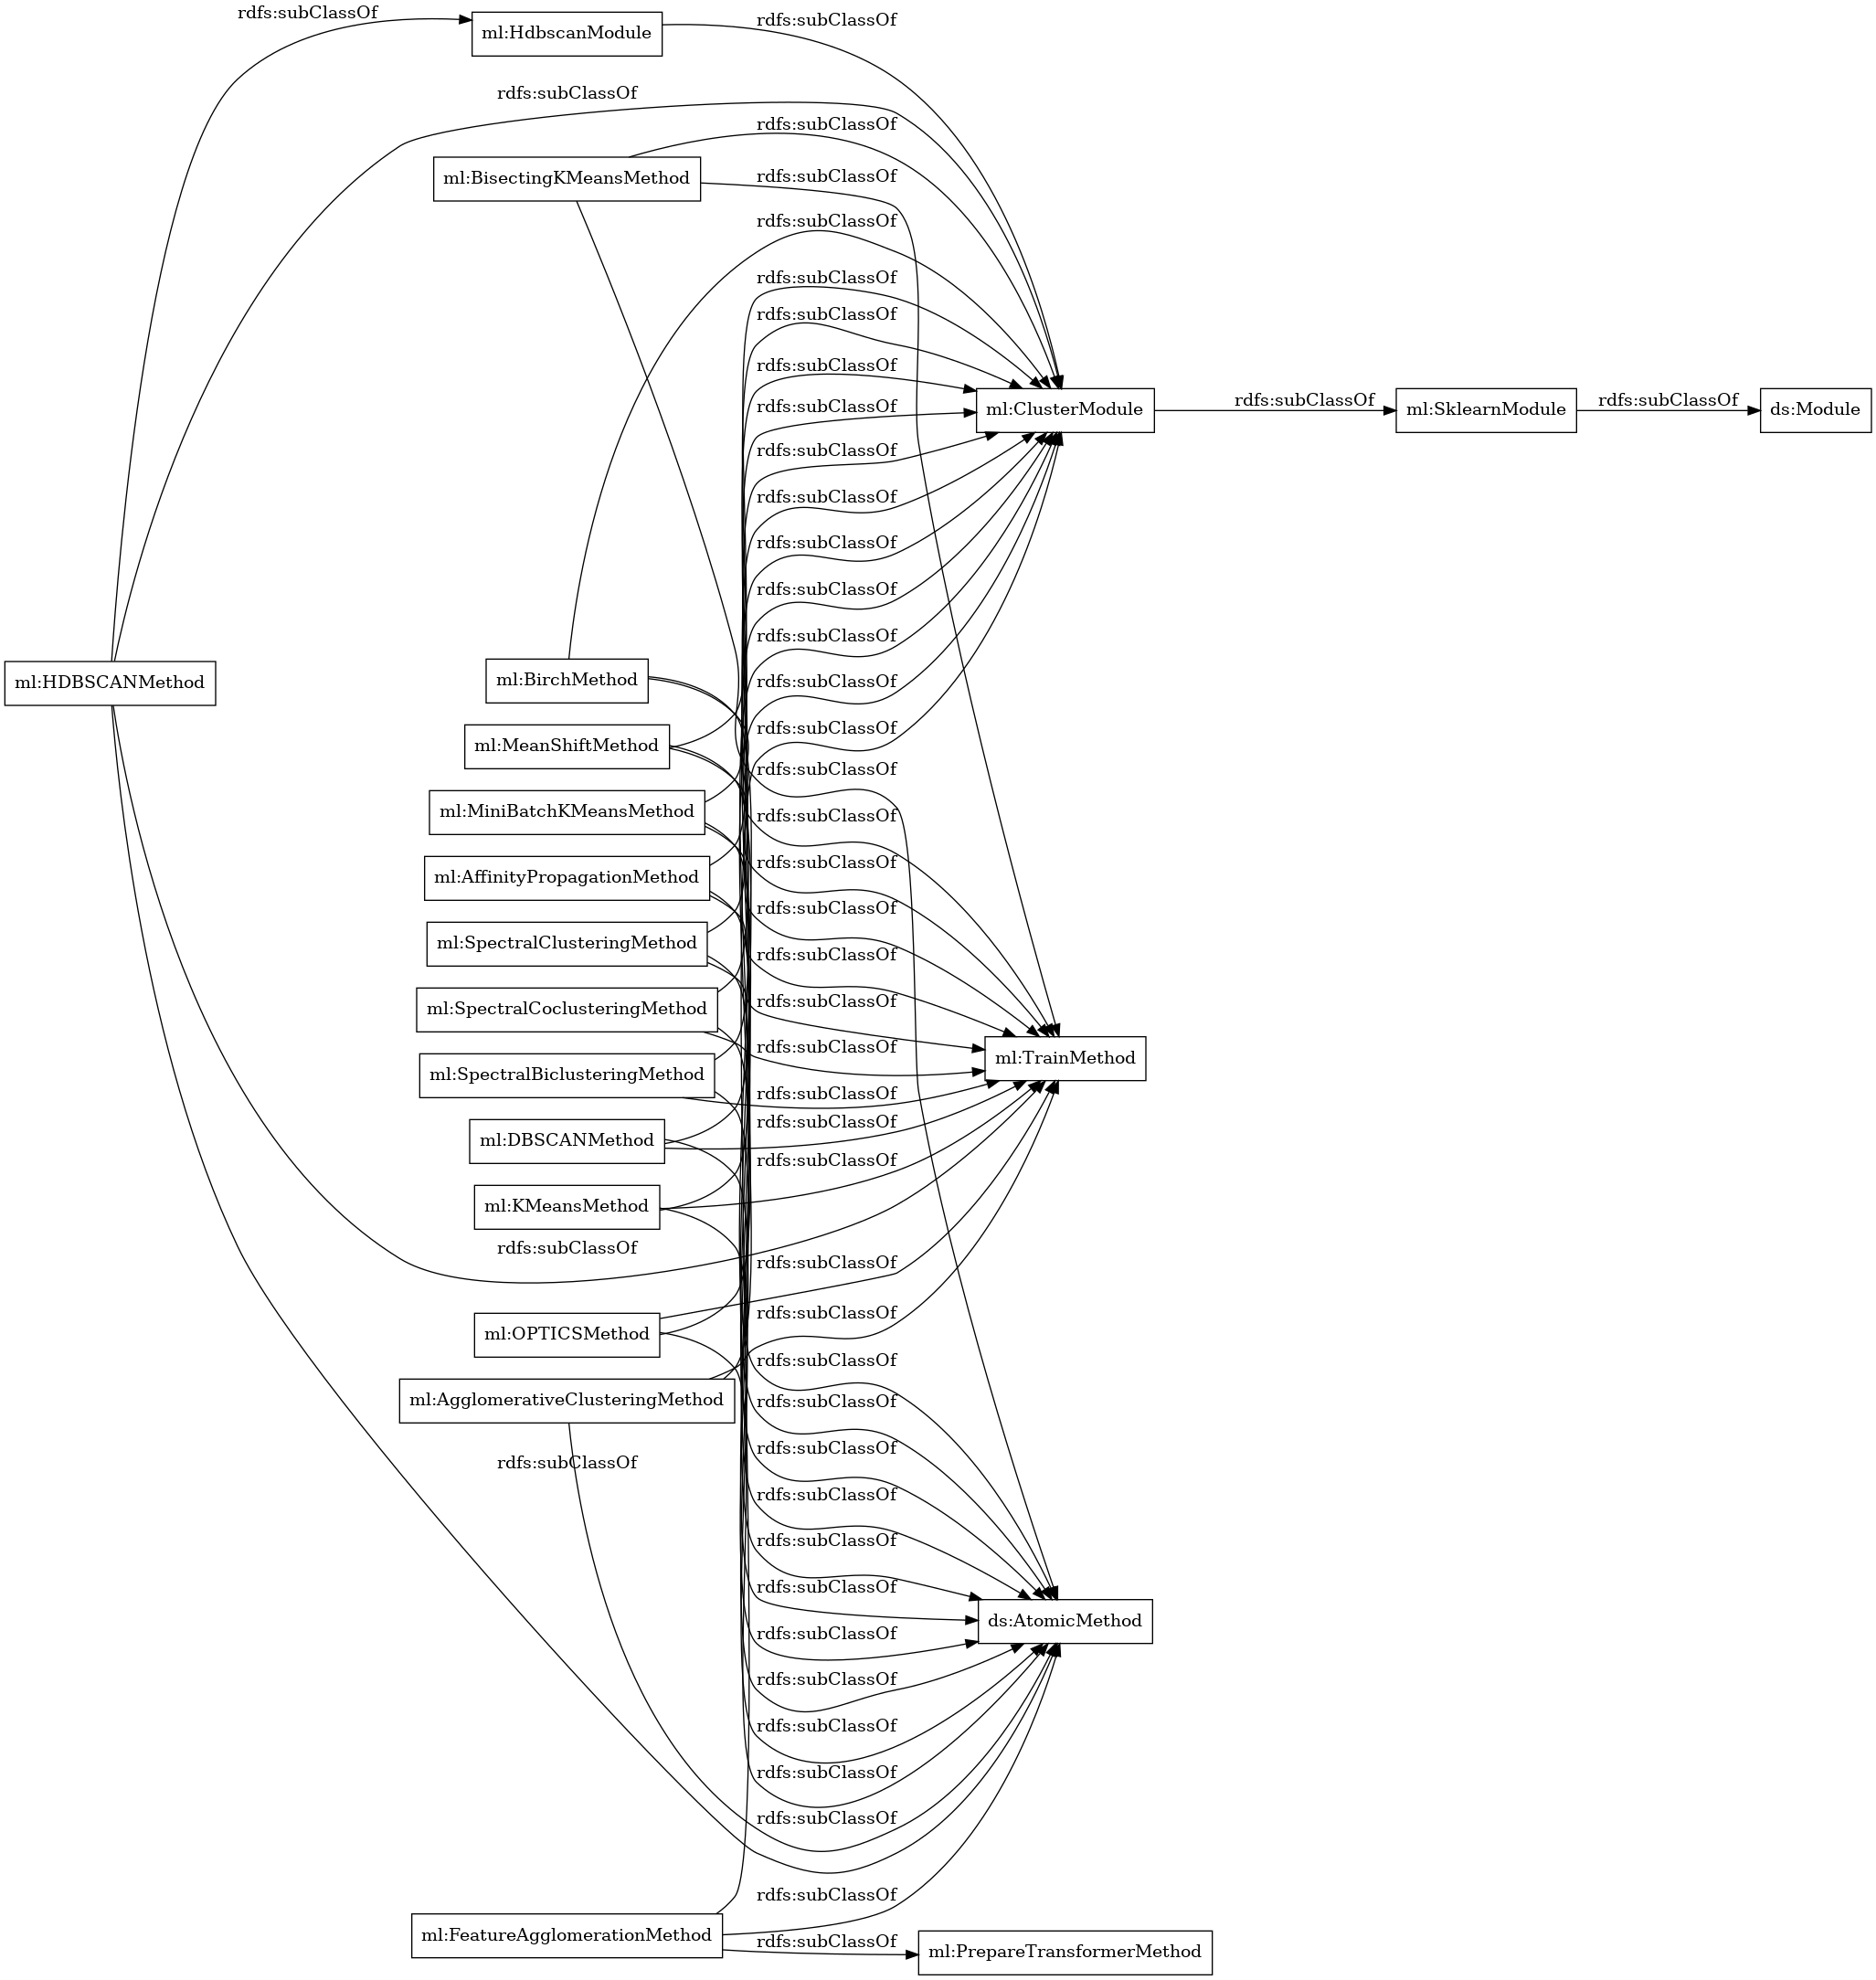 rdfs:subClassOf
rdfs:subClassOf
ml:HdbscanModule
rdfs:subClassOf
rdfs:subClassOf
rdfs:subClassOf
ml:BisectingKMeansMethod
rdfs:subClassOf
rdfs:subClassOf
rdfs:subClassOf
rdfs:subClassOf
rdfs:subClassOf
ml:ClusterModule
rdfs:subClassOf
ml:SklearnModule
rdfs:subClassOf
ds:Module
rdfs:subClassOf
rdfs:subClassOf
rdfs:subClassOf
rdfs:subClassOf
rdfs:subClassOf
ml:HDBSCANMethod
ml:BirchMethod
rdfs:subClassOf
rdfs:subClassOf
ml:MeanShiftMethod
rdfs:subClassOf
ml:MiniBatchKMeansMethod
rdfs:subClassOf
rdfs:subClassOf
ml:AffinityPropagationMethod
rdfs:subClassOf
ml:SpectralClusteringMethod
rdfs:subClassOf
rdfs:subClassOf
ml:SpectralCoclusteringMethod
rdfs:subClassOf
ml:TrainMethod
ml:SpectralBiclusteringMethod
rdfs:subClassOf
rdfs:subClassOf
ml:DBSCANMethod
rdfs:subClassOf
ml:KMeansMethod
rdfs:subClassOf
rdfs:subClassOf
rdfs:subClassOf
ml:OPTICSMethod
rdfs:subClassOf
ml:AgglomerativeClusteringMethod
rdfs:subClassOf
rdfs:subClassOf
rdfs:subClassOf
rdfs:subClassOf
rdfs:subClassOf
rdfs:subClassOf
ds:AtomicMethod
rdfs:subClassOf
rdfs:subClassOf
rdfs:subClassOf
rdfs:subClassOf
rdfs:subClassOf
rdfs:subClassOf
ml:FeatureAgglomerationMethod
rdfs:subClassOf
ml:PrepareTransformerMethod